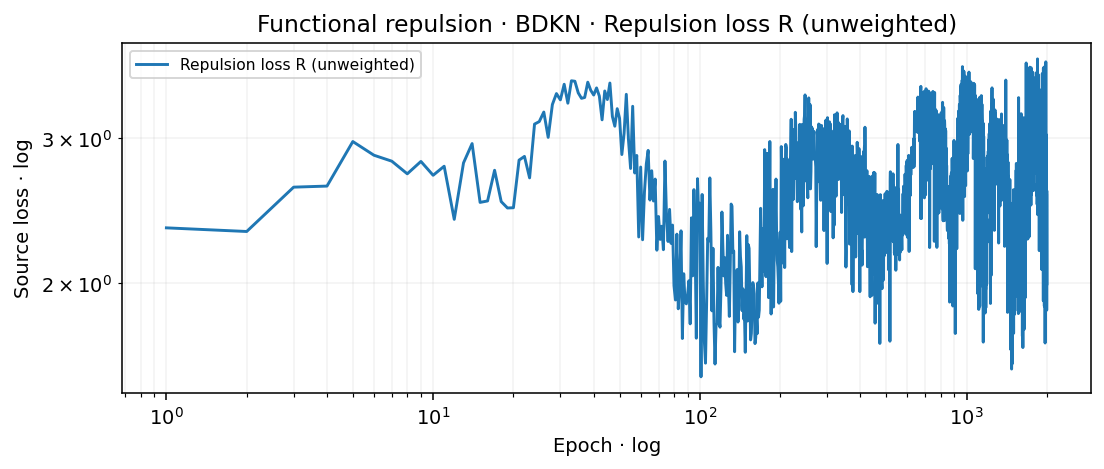 Functional repulsion · BDKN · Repulsion loss R (unweighted)
Repulsion loss R (unweighted)
Source loss · log
3 × 10⁰
2 × 10⁰
10⁰ 10¹ 10² 10³
Epoch · log